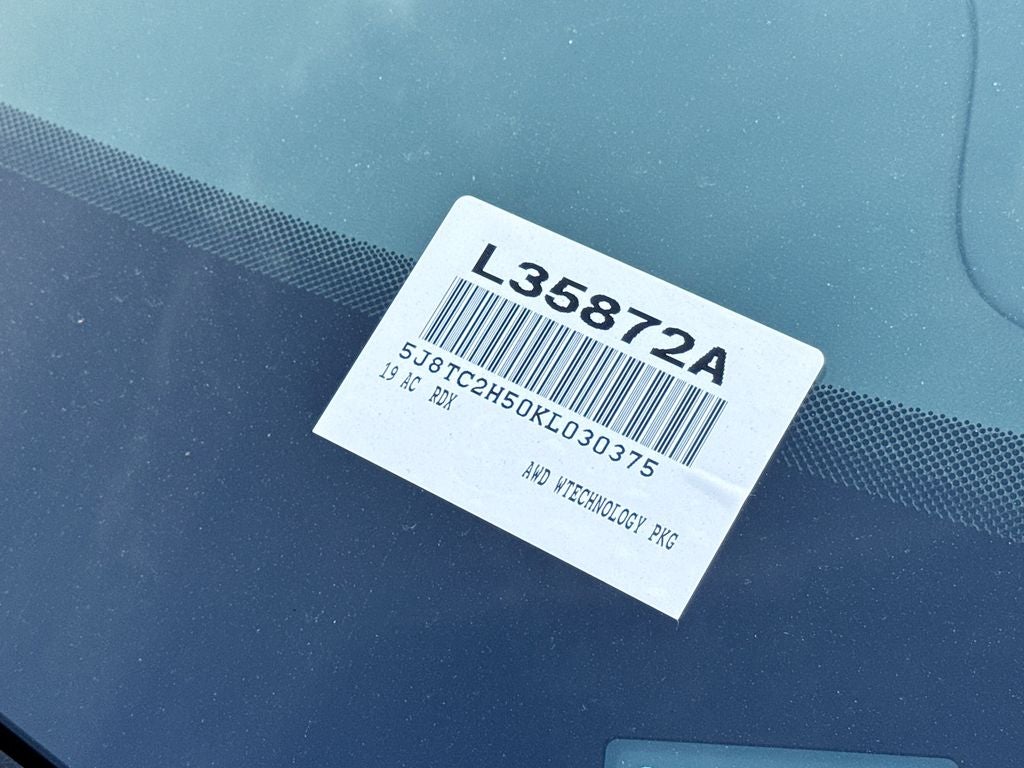 L35872A
5J8TC2H50KL030375
19 AC RDX
AWD WTECHNOLOGY PKG